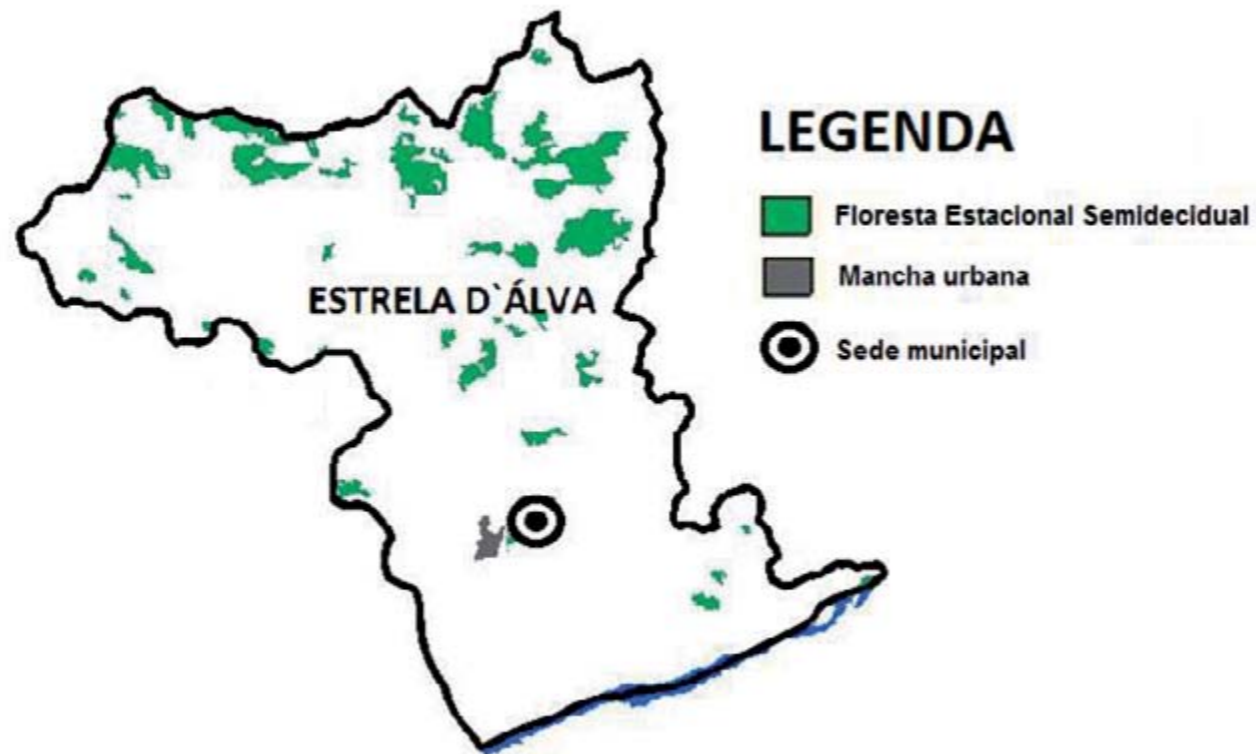 LEGENDA
Floresta Estacional Semidecidual
Mancha urbana
ESTRELA D`ÁLVA
Sede municipal